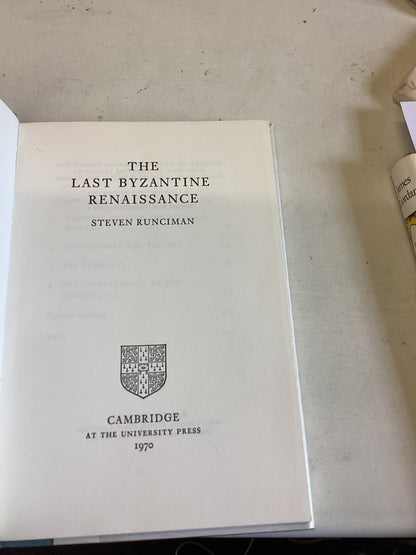 THE
LAST BYZANTINE
RENAISSANCE
STEVEN RUNCIMAN
CAMBRIDGE
AT THE UNIVERSITY PRESS
1970